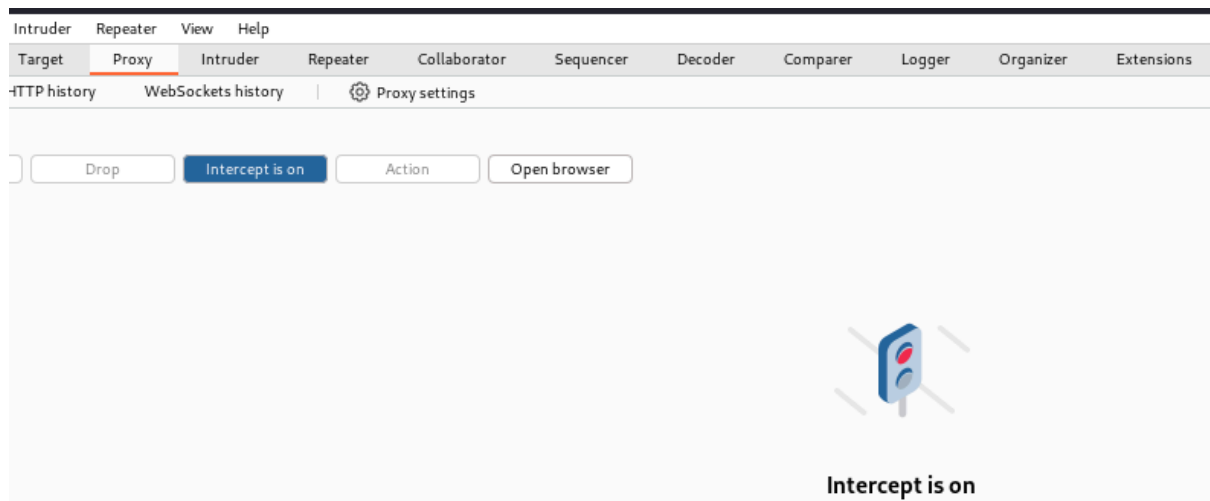 Intruder Repeater View Help
Target Proxy Intruder Repeater Collaborator Sequencer Decoder Comparer Logger Organizer Extensions
HTTP history WebSockets history Proxy settings
Drop Intercept is on Action Open browser
Intercept is on